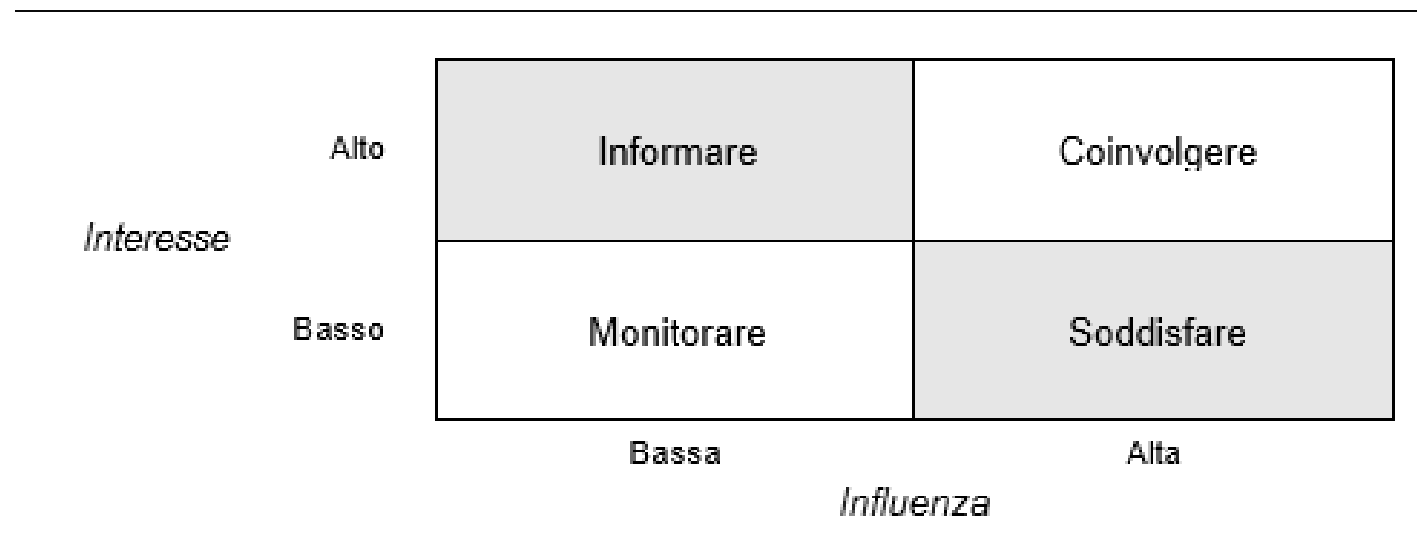 Alto
Informare
Coinvolgere
Interesse
Basso
Monitorare
Soddisfare
Bassa
Alta
Influenza